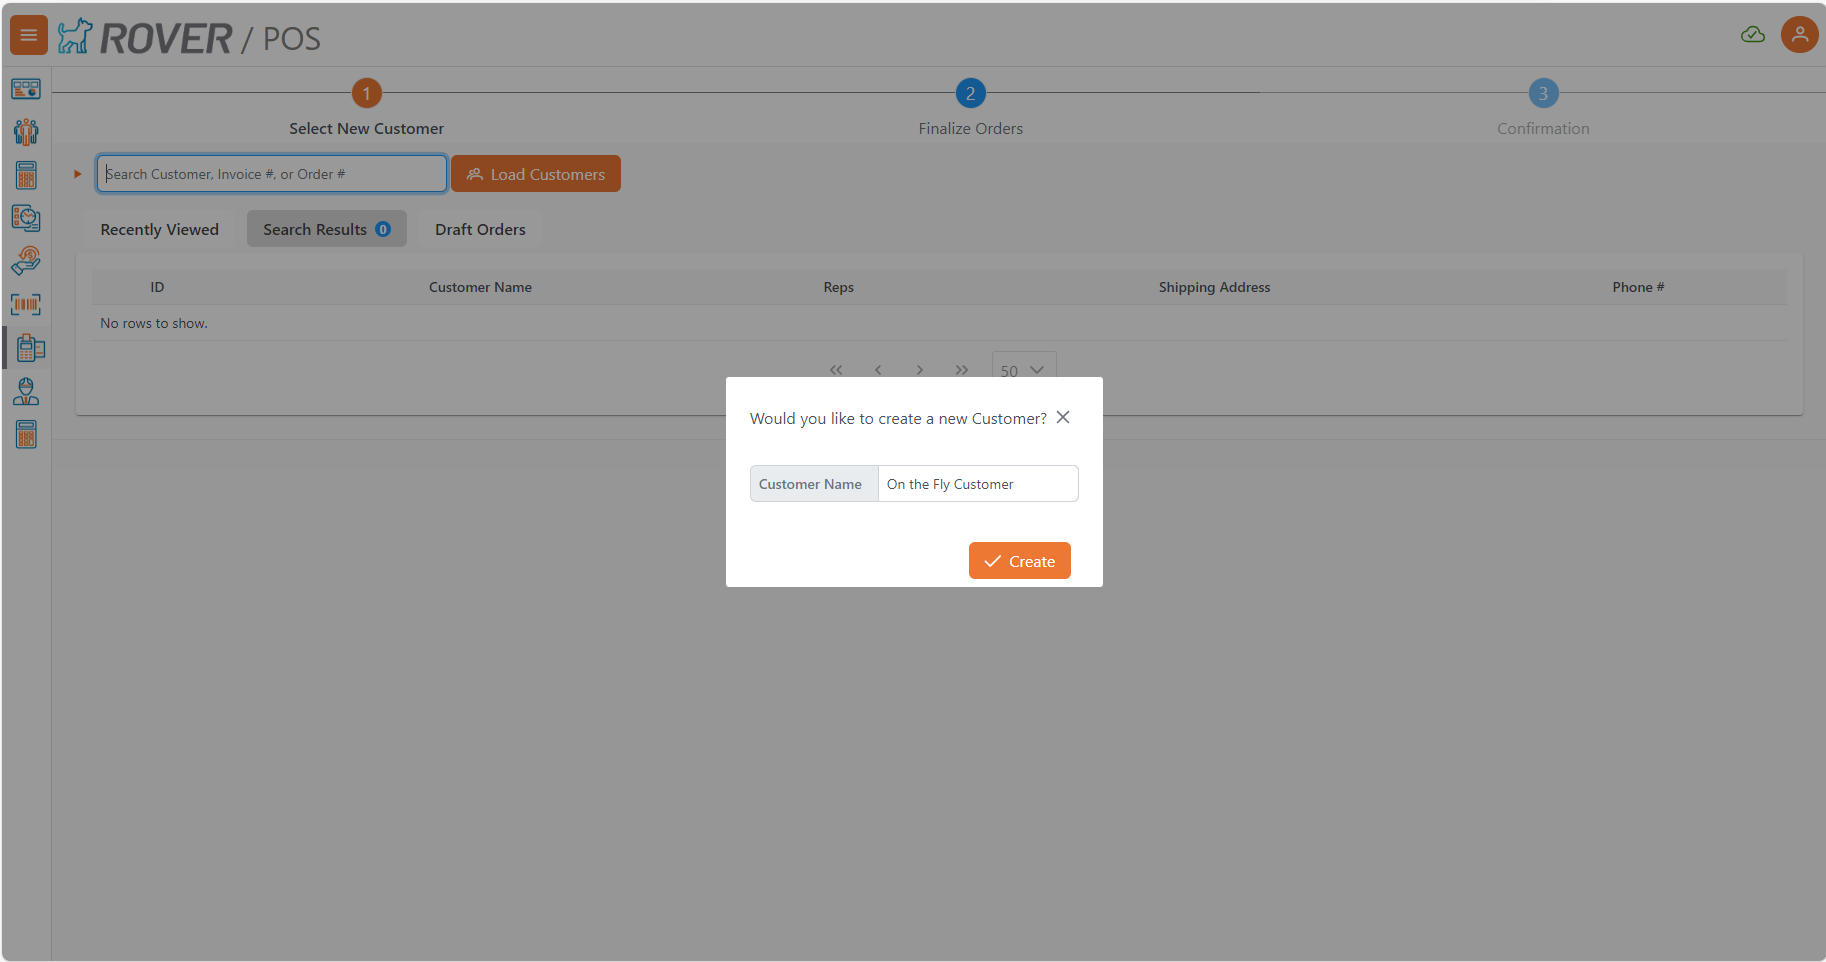 ROVER / POS
1
2
3
Select New Customer
Finalize Orders
Confirmation
Search Customer, Invoice #, or Order #
Load Customers
Recently Viewed
Search Results 0
Draft Orders
ID Customer Name Reps Shipping Address Phone #
No rows to show.
50
Would you like to create a new Customer?
Customer Name On the Fly Customer
Create